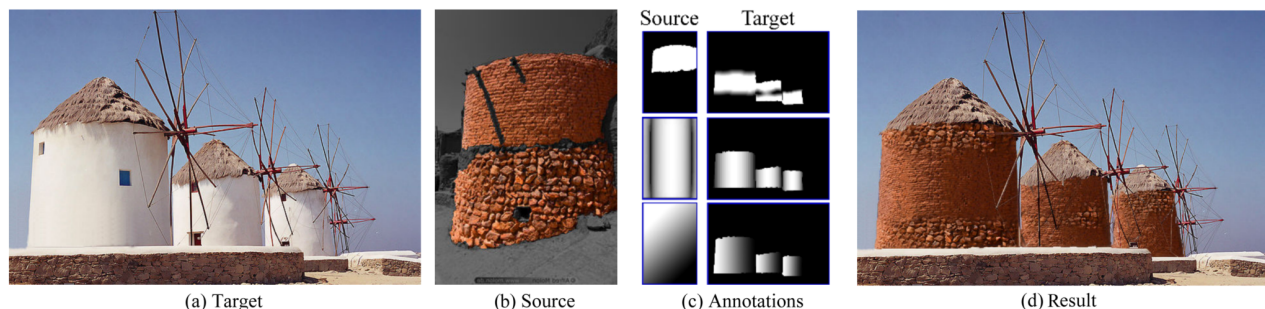 Source Target
(a) Target
(b) Source
(c) Annotations
(d) Result